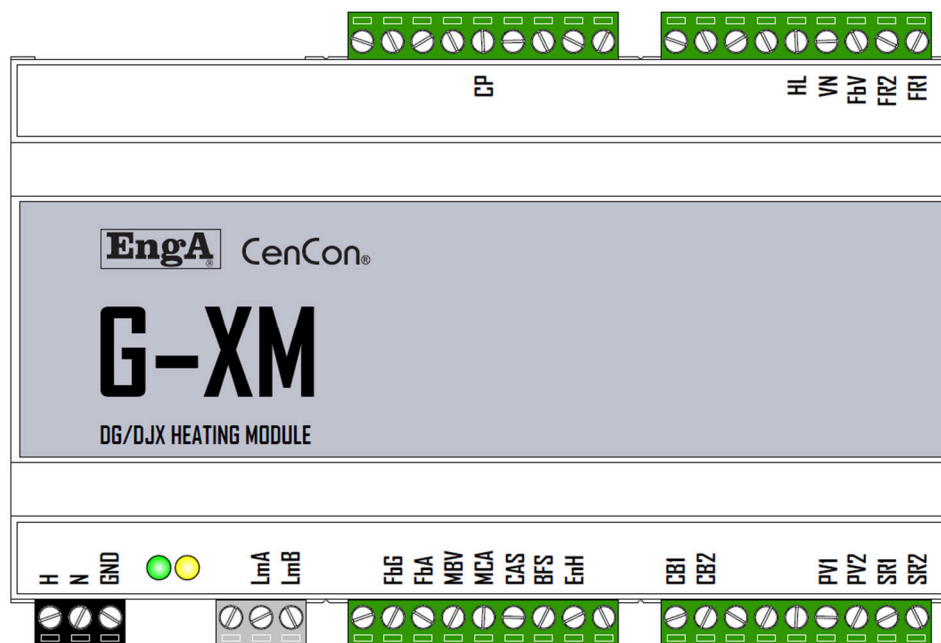 CP HL VN FbV FR2 FR1
EngA® CenCon®
G-XM
DG/DJX HEATING MODULE
H N GND LmA LmB FbG FbA MBV MCA CAS BFS EnH CB1 CB2 PV1 PV2 SR1 SR2